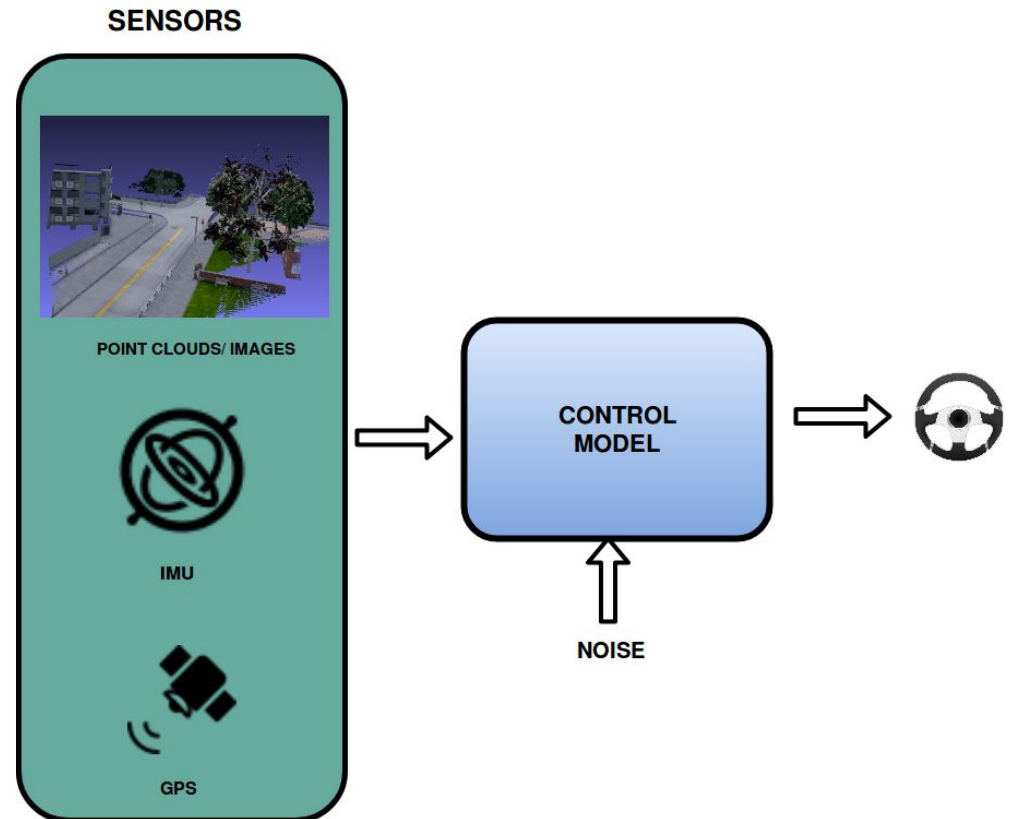 SENSORS
POINT CLOUDS/ IMAGES
IMU
GPS
CONTROL
MODEL
NOISE